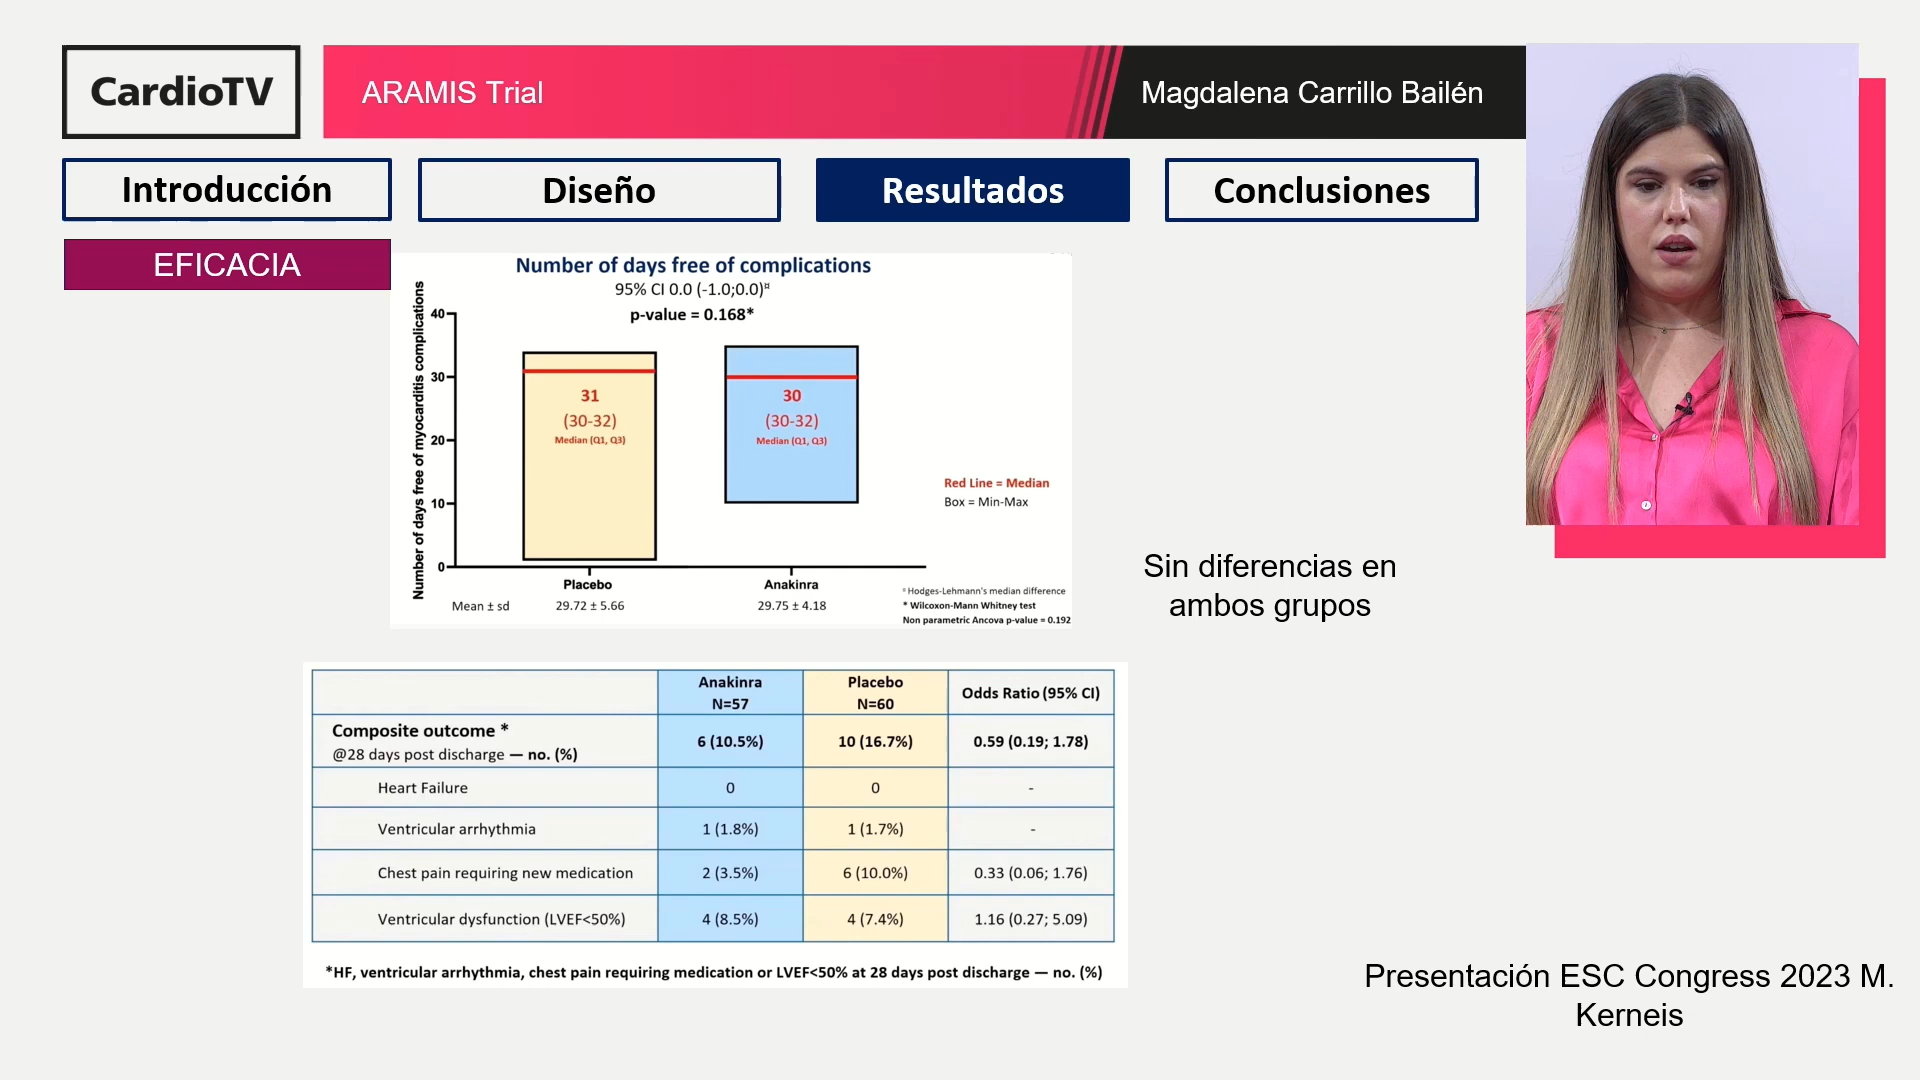 CardioTV
ARAMIS Trial
Magdalena Carrillo Bailén
Introducción
Diseño
Resultados
Conclusiones
EFICACIA
Number of days free of complications
95% CI 0.0 (-1.0;0.0)¤
p-value = 0.168*
Number of days free of myocarditis complications
40
30
20
10
0
31
(30-32)
Median (Q1, Q3)
30
(30-32)
Median (Q1, Q3)
Red Line = Median
Box = Min-Max
Placebo
Anakinra
Mean ± sd
29.72 ± 5.66
29.75 ± 4.18
¤ Hodges-Lehmann's median difference
* Wilcoxon-Mann Whitney test
Non parametric Ancova p-value = 0.192
Sin diferencias en
ambos grupos
Anakinra
N=57
Placebo
N=60
Odds Ratio (95% CI)
Composite outcome *
@28 days post discharge — no. (%)
6 (10.5%)
10 (16.7%)
0.59 (0.19; 1.78)
Heart Failure
0
0
-
Ventricular arrhythmia
1 (1.8%)
1 (1.7%)
-
Chest pain requiring new medication
2 (3.5%)
6 (10.0%)
0.33 (0.06; 1.76)
Ventricular dysfunction (LVEF<50%)
4 (8.5%)
4 (7.4%)
1.16 (0.27; 5.09)
*HF, ventricular arrhythmia, chest pain requiring medication or LVEF<50% at 28 days post discharge — no. (%)
Presentación ESC Congress 2023 M.
Kerneis